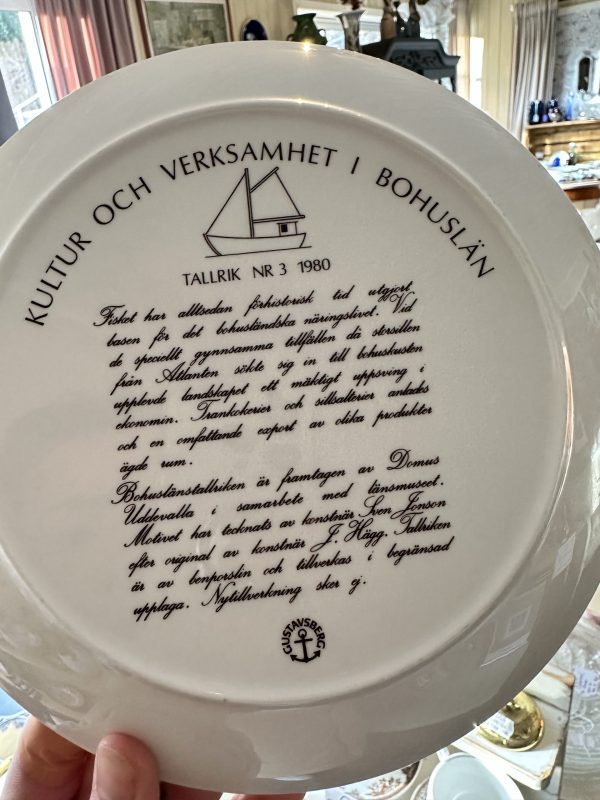 KULTUR OCH VERKSAMHET I BOHUSLÄN
TALLRIK NR 3 1980
Fisket har alltsedan förhistorisk tid utgjort
basen för det bohusländska näringslivet. Vid
de speciellt gynnsamma tillfällen då storsillen
från Atlanten sökte sig in till bohuskusten
upplevde landskapet ett mäktigt uppsving i
ekonomin. Trankokerier och sillsalterier anlades
och en omfattande export av olika produkter
ägde rum.
Bohuslänstallriken är framtagen av Domus
Uddevalla i samarbete med länsmuseet.
Motivet har tecknats av konstnär Sven Jonson
efter original av konstnär J. Hägg. Tallriken
är av benporslin och tillverkas i begränsad
upplaga. Nytillverkning sker ej.
GUSTAVSBERG